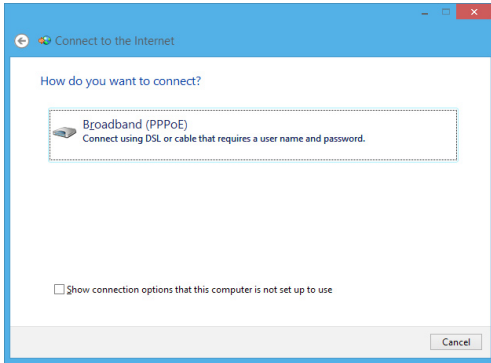 Connect to the Internet
How do you want to connect?
Broadband (PPPoE)
Connect using DSL or cable that requires a user name and password.
Show connection options that this computer is not set up to use
Cancel